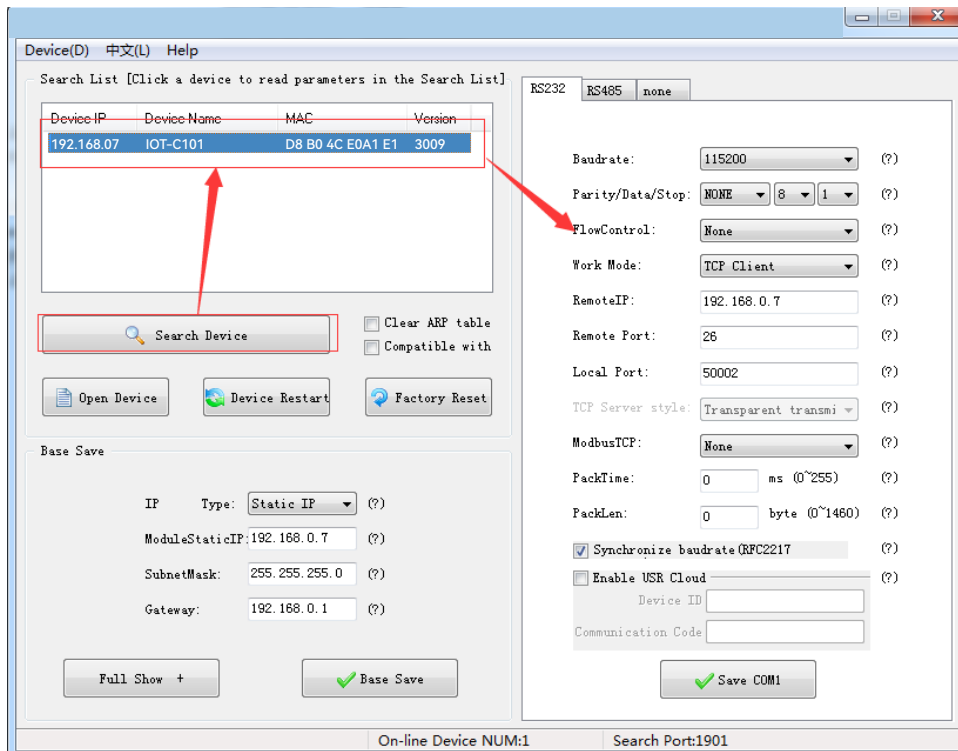 Device(D) 中文(L) Help
Search List [Click a device to read parameters in the Search List]
Device IP Device Name MAC Version
192.168.07 IOT-C101 D8 B0 4C E0A1 E1 3009
Search Device
Clear ARP table
Compatible with
Open Device
Device Restart
Factory Reset
Base Save
IP Type: Static IP (?)
ModuleStaticIP: 192.168.0.7 (?)
SubnetMask: 255.255.255.0 (?)
Gateway: 192.168.0.1 (?)
Full Show +
Base Save
RS232 RS485 none
Baudrate: 115200 (?)
Parity/Data/Stop: NONE 8 1 (?)
FlowControl: None (?)
Work Mode: TCP Client (?)
RemoteIP: 192.168.0.7 (?)
Remote Port: 26 (?)
Local Port: 50002 (?)
TCP Server style: Transparent transmi (?)
ModbusTCP: None (?)
PackTime: 0 ms (0~255) (?)
PackLen: 0 byte (0~1460) (?)
Synchronize baudrate(RFC2217 (?)
Enable USR Cloud (?)
Device ID
Communication Code
Save COM1
On-line Device NUM:1 Search Port:1901